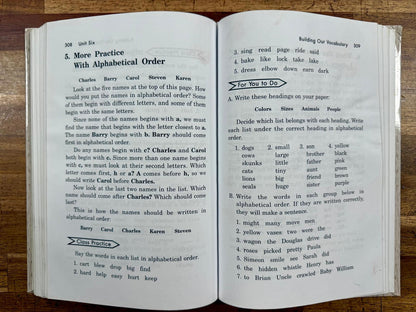 308 Unit Six
5. More Practice
With Alphabetical Order
Charles Barry Carol Steven Karen
Look at the five names at the top of this page. How
would you put the names in alphabetical order? Some of
them begin with different letters, and some of them
begin with the same letters.
Since none of the names begins with a, we must
find the name that begins with the letter closest to a.
The name Barry begins with b. Barry should come
first in alphabetical order.
Do any names begin with c? Charles and Carol
both begin with c. Since more than one name begins
with c, we must look at their second letters. Which
letter comes first, h or a? A comes before h, so we
should write Carol before Charles.
Now look at the last two names in the list. Which
name should come after Charles? Which should come
last?
This is how the names should be written in
alphabetical order.
Barry Carol Charles Karen Steven
Class Practice
Say the words in each list in alphabetical order.
1. cart blew drop big find
2. hard help easy hurt keep
Building Our Vocabulary 309
3. sing read page ride said
4. bake like lock take lake
5. dress elbow down earn dark
For You to Do
A. Write these headings on your paper:
Colors Sizes Animals People
Decide which list belongs with each heading. Write
each list under the correct heading in alphabetical
order.
1. dogs 2. small 3. son 4. yellow
cows large brother black
skunks little father pink
cats tiny aunt green
lions big friend brown
seals huge sister purple
B. Write the words in each group below in
alphabetical order. If they are written correctly,
they will make a sentence.
1. might many move men
2. yellow vases two were the
3. wagon the Douglas drive did
4. roses picked pretty Paula
5. Simeon smile see Sarah did
6. the hidden whistle Henry has
7. to Brian Uncle crawled Baby William